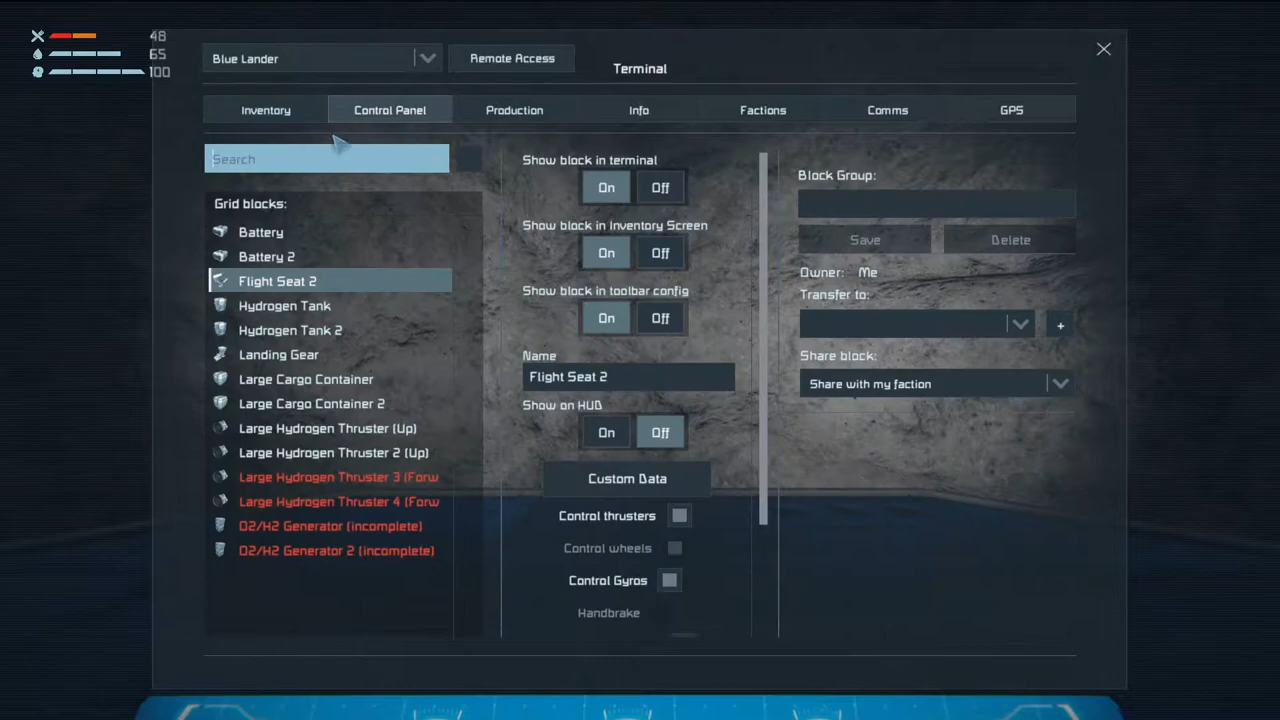 48
65
100
Blue Lander
Remote Access
Terminal
Inventory
Control Panel
Production
Info
Factions
Comms
GPS
Search
Grid blocks:
Battery
Battery 2
Flight Seat 2
Hydrogen Tank
Hydrogen Tank 2
Landing Gear
Large Cargo Container
Large Cargo Container 2
Large Hydrogen Thruster (Up)
Large Hydrogen Thruster 2 (Up)
Large Hydrogen Thruster 3 (Forw
Large Hydrogen Thruster 4 (Forw
O2/H2 Generator (incomplete)
O2/H2 Generator 2 (incomplete)
Show block in terminal
On Off
Show block in Inventory Screen
On Off
Show block in toolbar config
On Off
Name
Flight Seat 2
Show on HUD
On Off
Custom Data
Control thrusters
Control wheels
Control Gyros
Handbrake
Block Group:
Save Delete
Owner: Me
Transfer to:
+
Share block:
Share with my faction